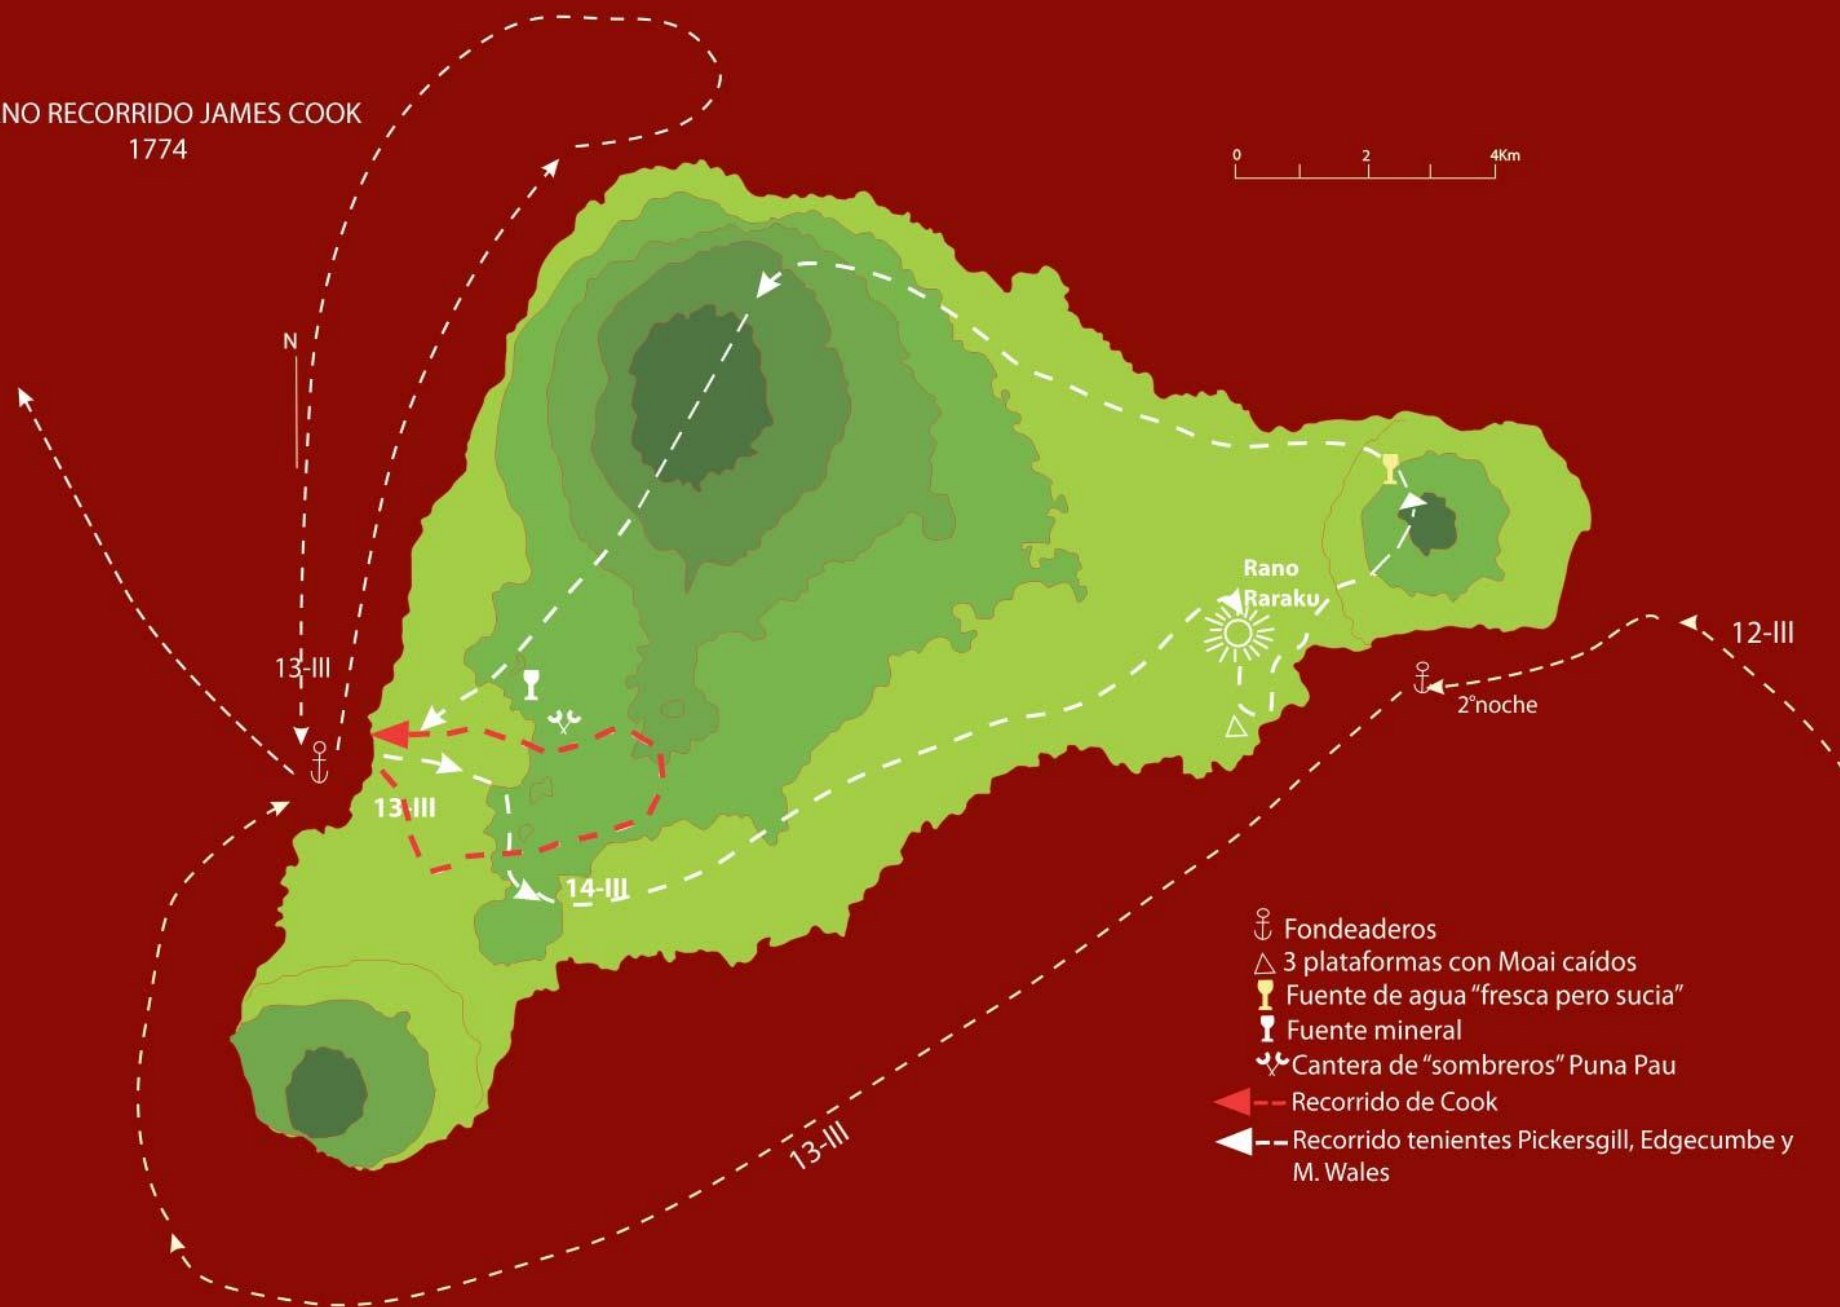 NO RECORRIDO JAMES COOK
1774
0 2 4Km
N
Rano
Raraku
12-III
13-III
2°noche
13-III
14-III
13-III
Fondeaderos
3 plataformas con Moai caídos
Fuente de agua “fresca pero sucia”
Fuente mineral
Cantera de “sombreros” Puna Pau
Recorrido de Cook
Recorrido tenientes Pickersgill, Edgecumbe y
M. Wales